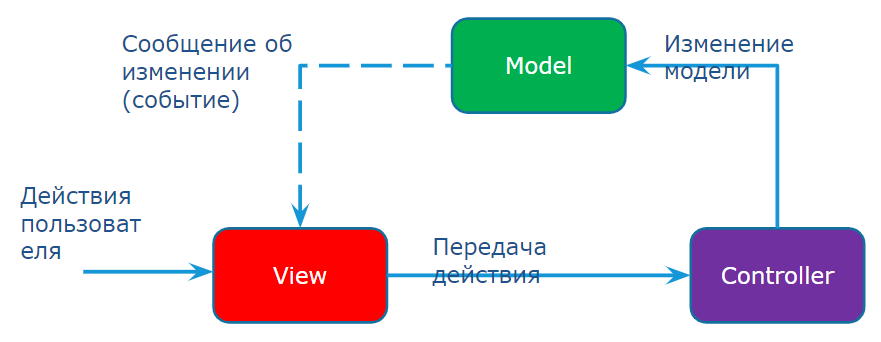 Сообщение об
изменении
(событие)
Model
Изменение
модели
Действия
пользоват
еля
View
Передача
действия
Controller